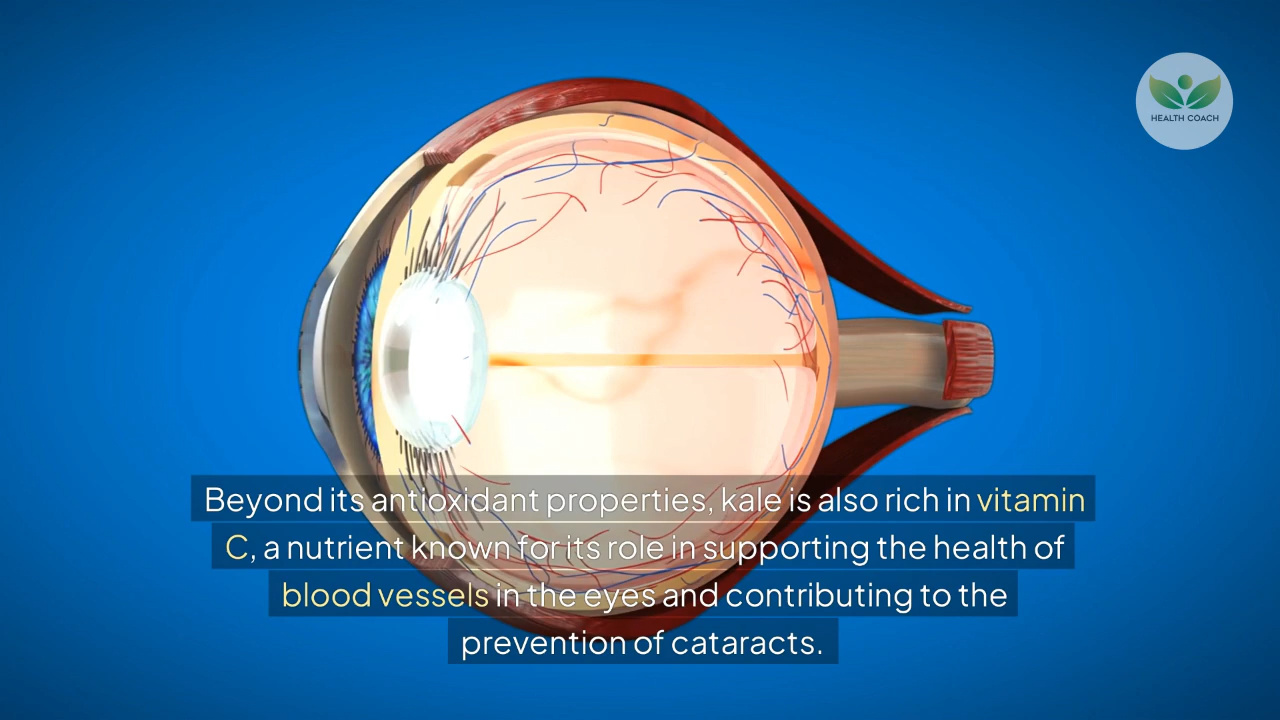 HEALTH COACH
Beyond its antioxidant properties, kale is also rich in vitamin
C, a nutrient known for its role in supporting the health of
blood vessels in the eyes and contributing to the
prevention of cataracts.